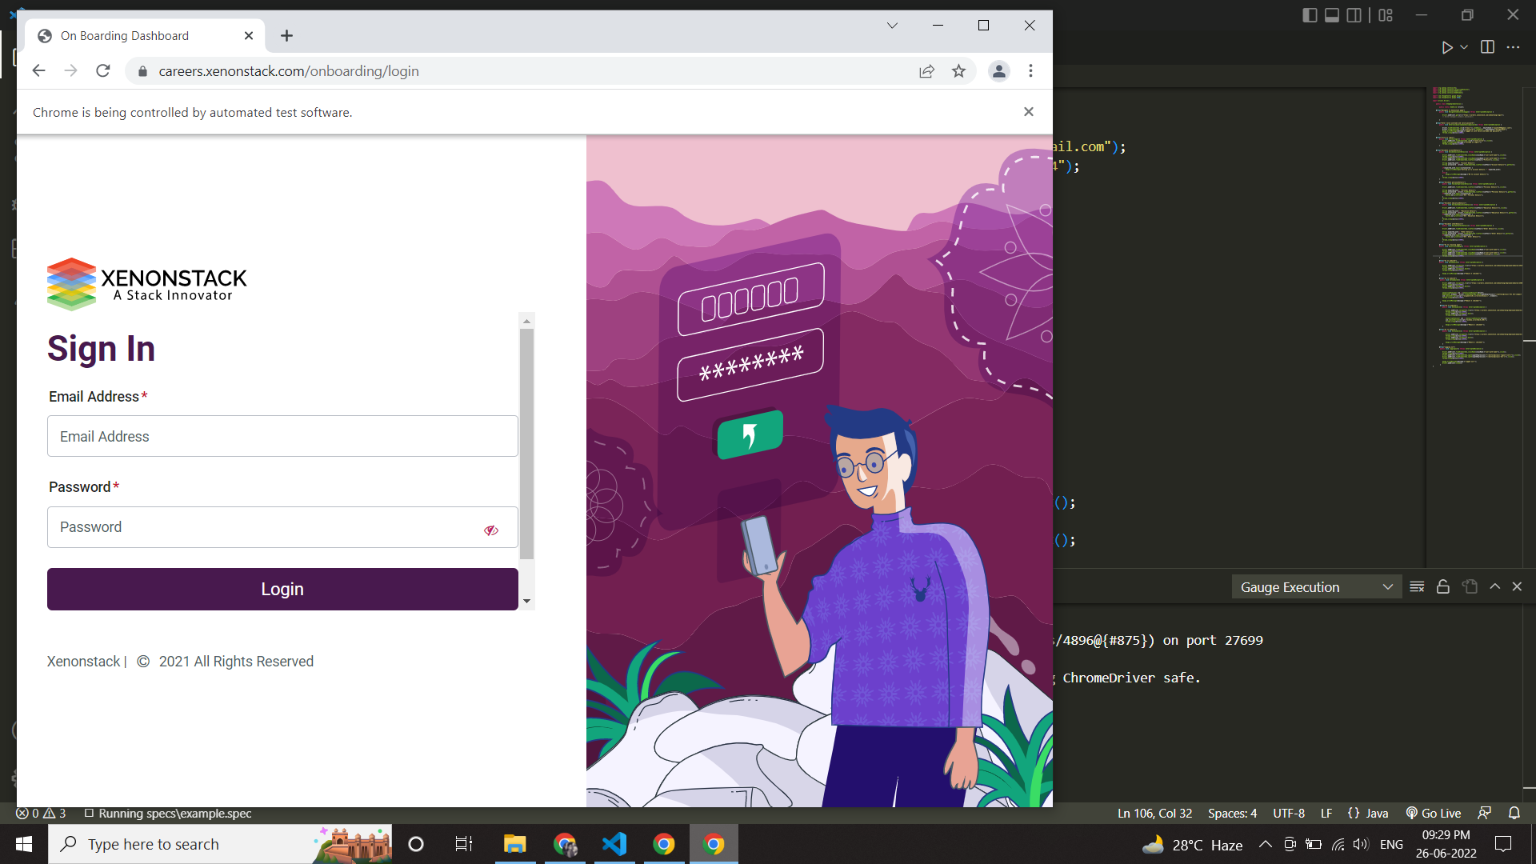 On Boarding Dashboard
careers.xenonstack.com/onboarding/login
Chrome is being controlled by automated test software.
ail.com");
4");
XENONSTACK
A Stack Innovator
Sign In
Email Address*
Email Address
Password*
Password
Login
Xenonstack | © 2021 All Rights Reserved
********
();
();
Gauge Execution
/4896@{#875}) on port 27699
ChromeDriver safe.
0 3 Running specs\example.spec
Ln 106, Col 32 Spaces: 4 UTF-8 LF {} Java Go Live
Type here to search
28°C Haze ENG
09:29 PM
26-06-2022